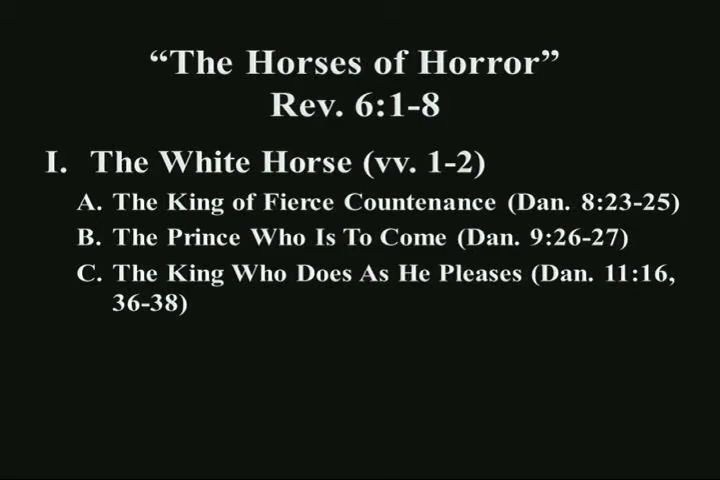 “The Horses of Horror”
Rev. 6:1-8
I. The White Horse (vv. 1-2)
A. The King of Fierce Countenance (Dan. 8:23-25)
B. The Prince Who Is To Come (Dan. 9:26-27)
C. The King Who Does As He Pleases (Dan. 11:16,
36-38)